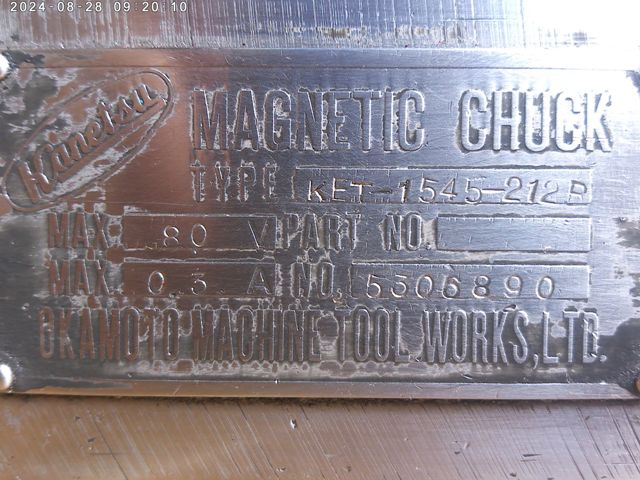 2024-08-28 09:20:10
Kanetsu
MAGNETIC CHUCK
TYPE KET-1545-212B
MAX. 80 V PART NO.
MAX. 0.3 A NO. 5306890
OKAMOTO MACHINE TOOL WORKS, LTD.